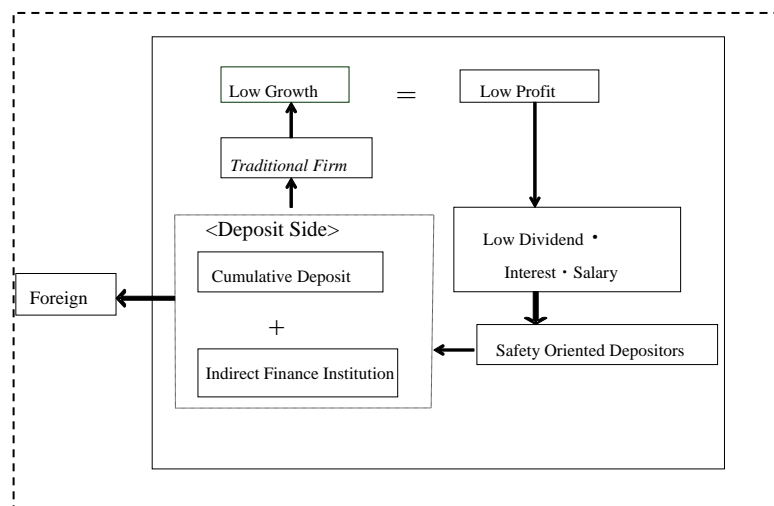 Low Growth
=
Low Profit
Traditional Firm
<Deposit Side>
Low Dividend・
Interest・Salary
Cumulative Deposit
Foreign
+
Safety Oriented Depositors
Indirect Finance Institution